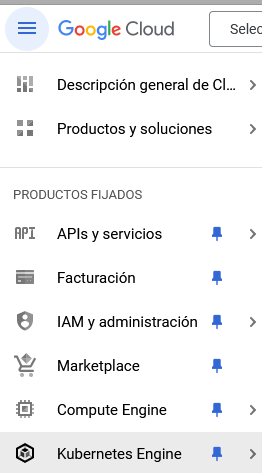 Google Cloud
Selec
Descripción general de Cl...
Productos y soluciones
PRODUCTOS FIJADOS
API APIs y servicios
Facturación
IAM y administración
Marketplace
Compute Engine
Kubernetes Engine